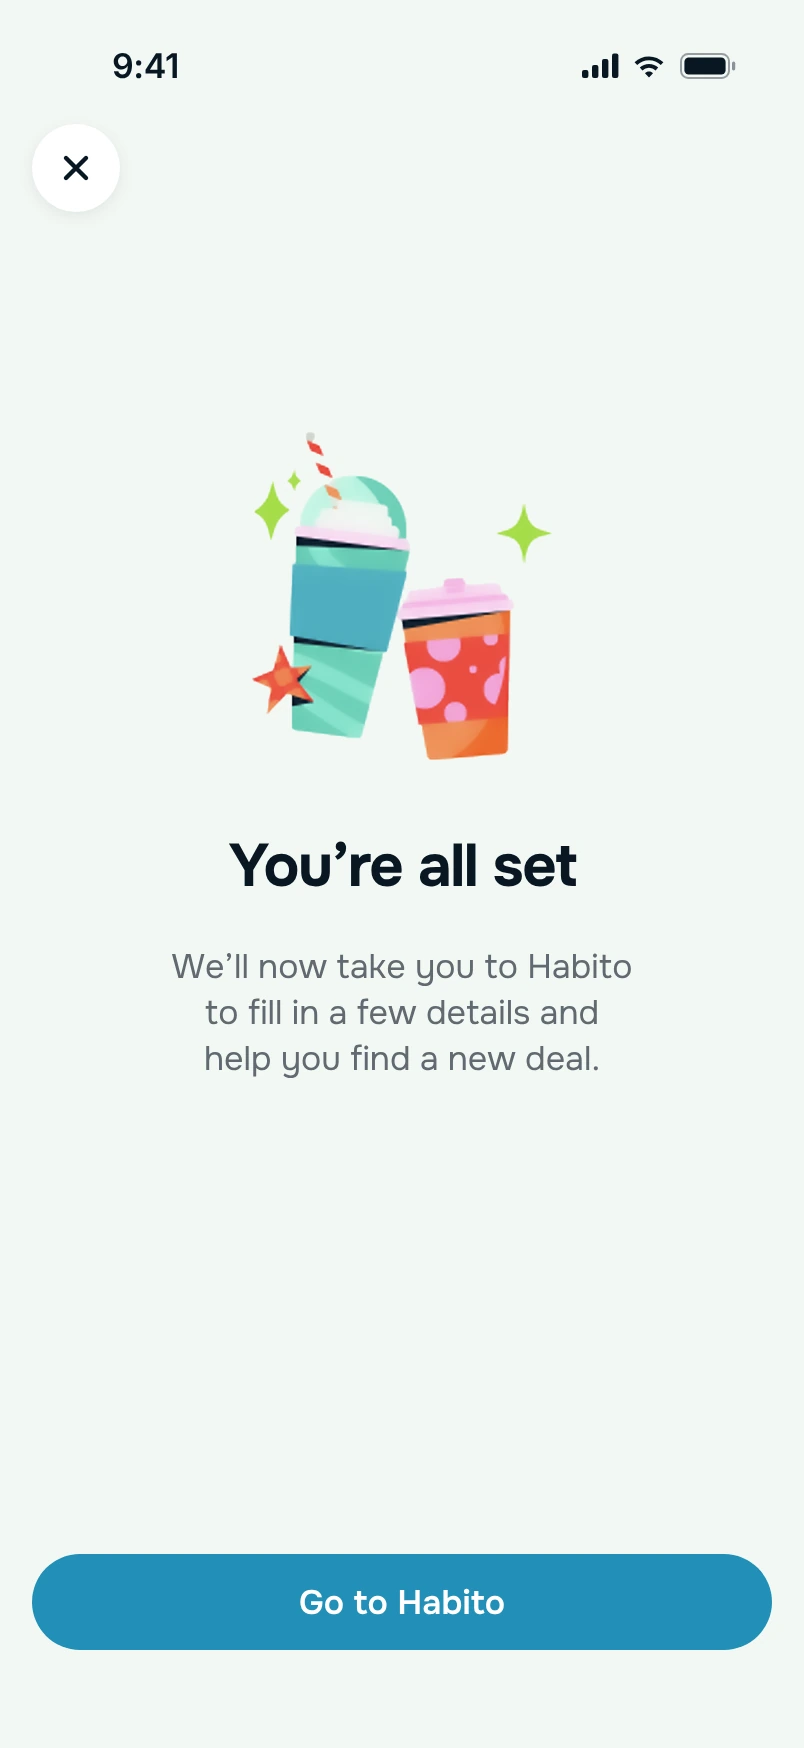 9:41
You’re all set
We’ll now take you to Habito
to fill in a few details and
help you find a new deal.
Go to Habito